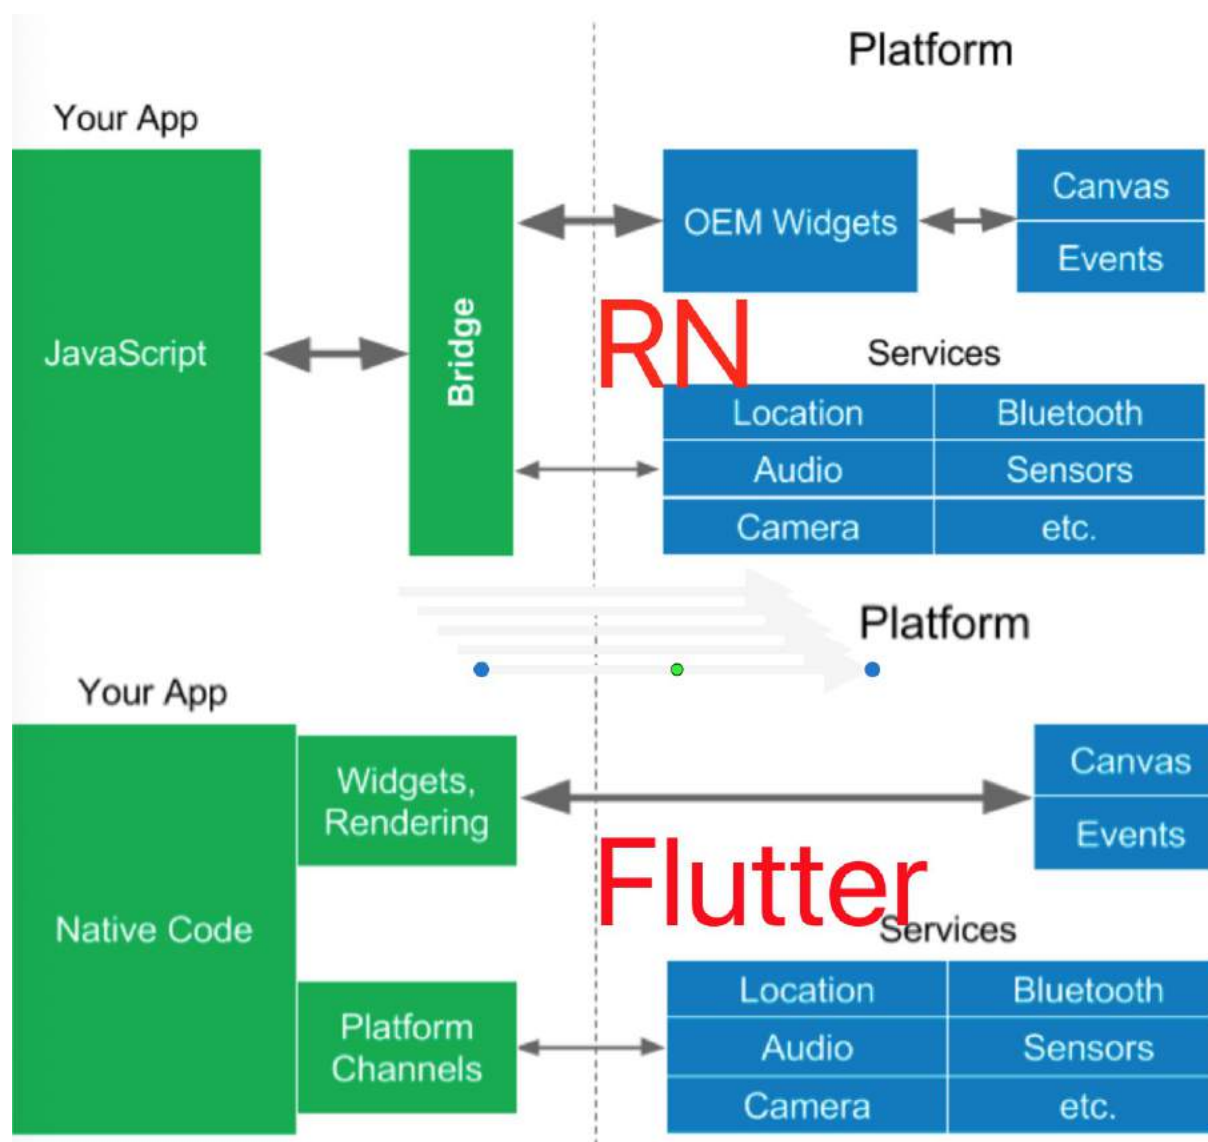 Platform
Your App
JavaScript
Bridge
OEM Widgets
Canvas
Events
RN
Services
Location
Bluetooth
Audio
Sensors
Camera
etc.
Platform
Your App
Widgets,
Rendering
Canvas
Events
Flutter
Native Code
Services
Platform
Channels
Location
Bluetooth
Audio
Sensors
Camera
etc.